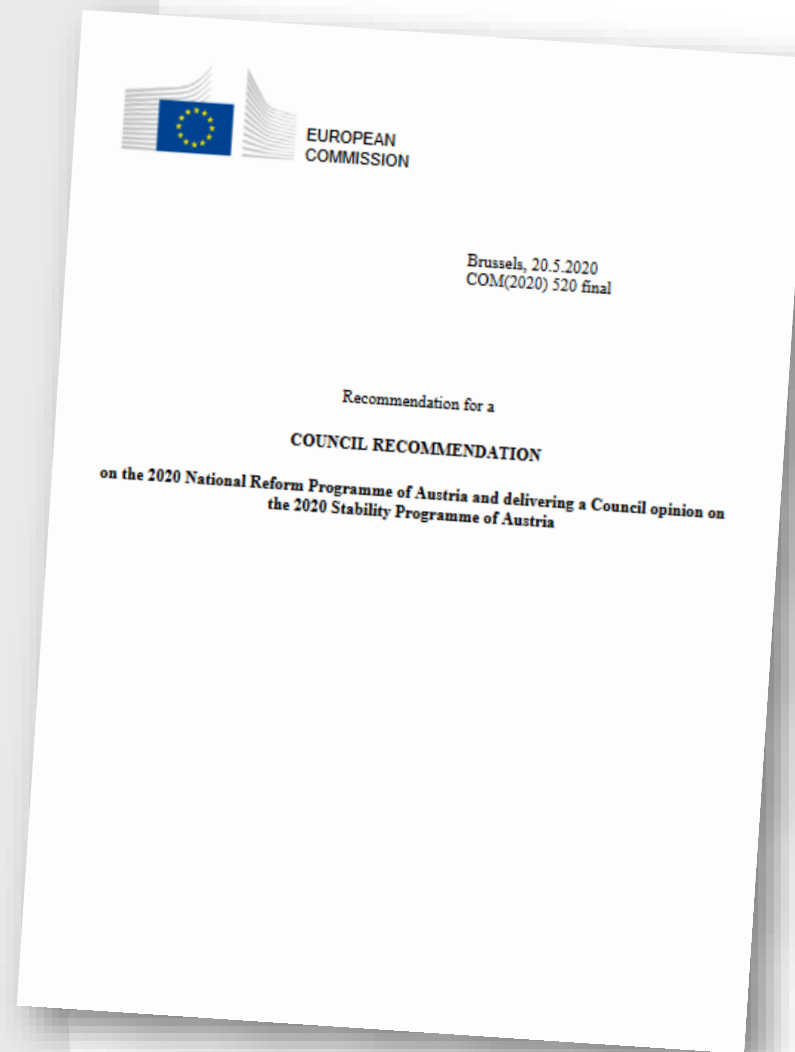 EUROPEAN
COMMISSION
Brussels, 20.5.2020
COM(2020) 520 final
Recommendation for a
COUNCIL RECOMMENDATION
on the 2020 National Reform Programme of Austria and delivering a Council opinion on
the 2020 Stability Programme of Austria